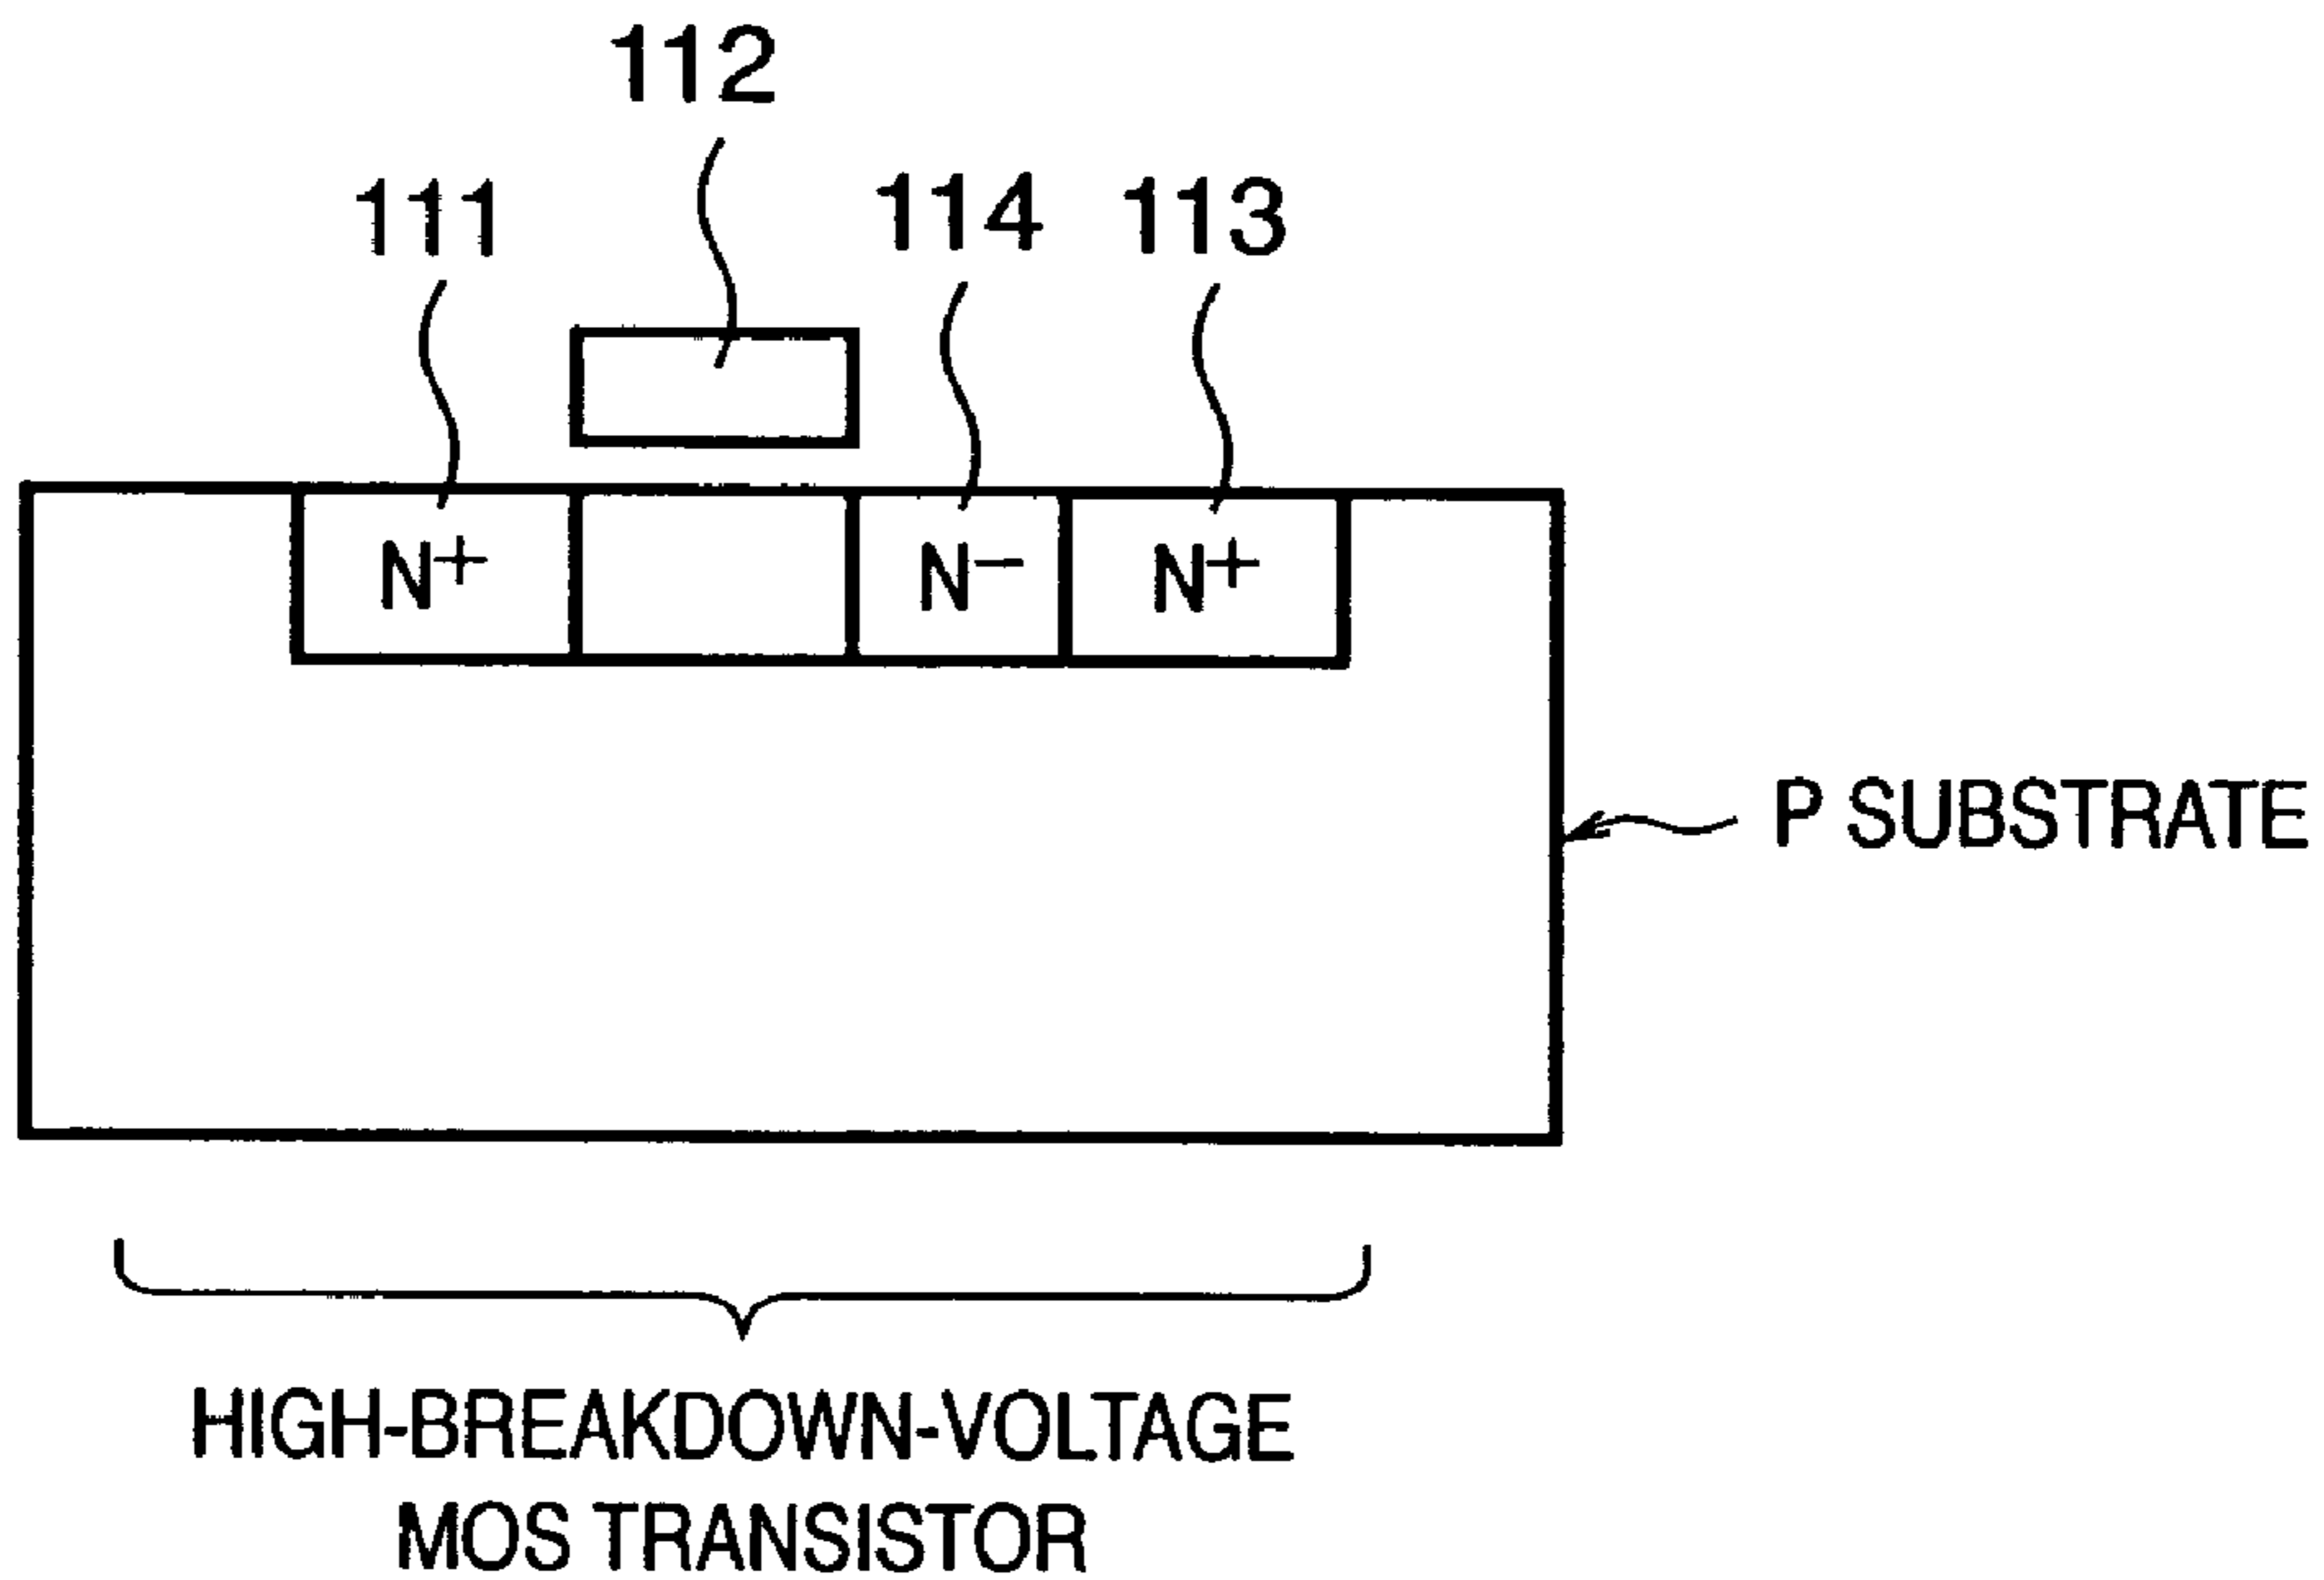 112
111 114 113
N+ N− N+
P SUBSTRATE
HIGH-BREAKDOWN-VOLTAGE
MOS TRANSISTOR